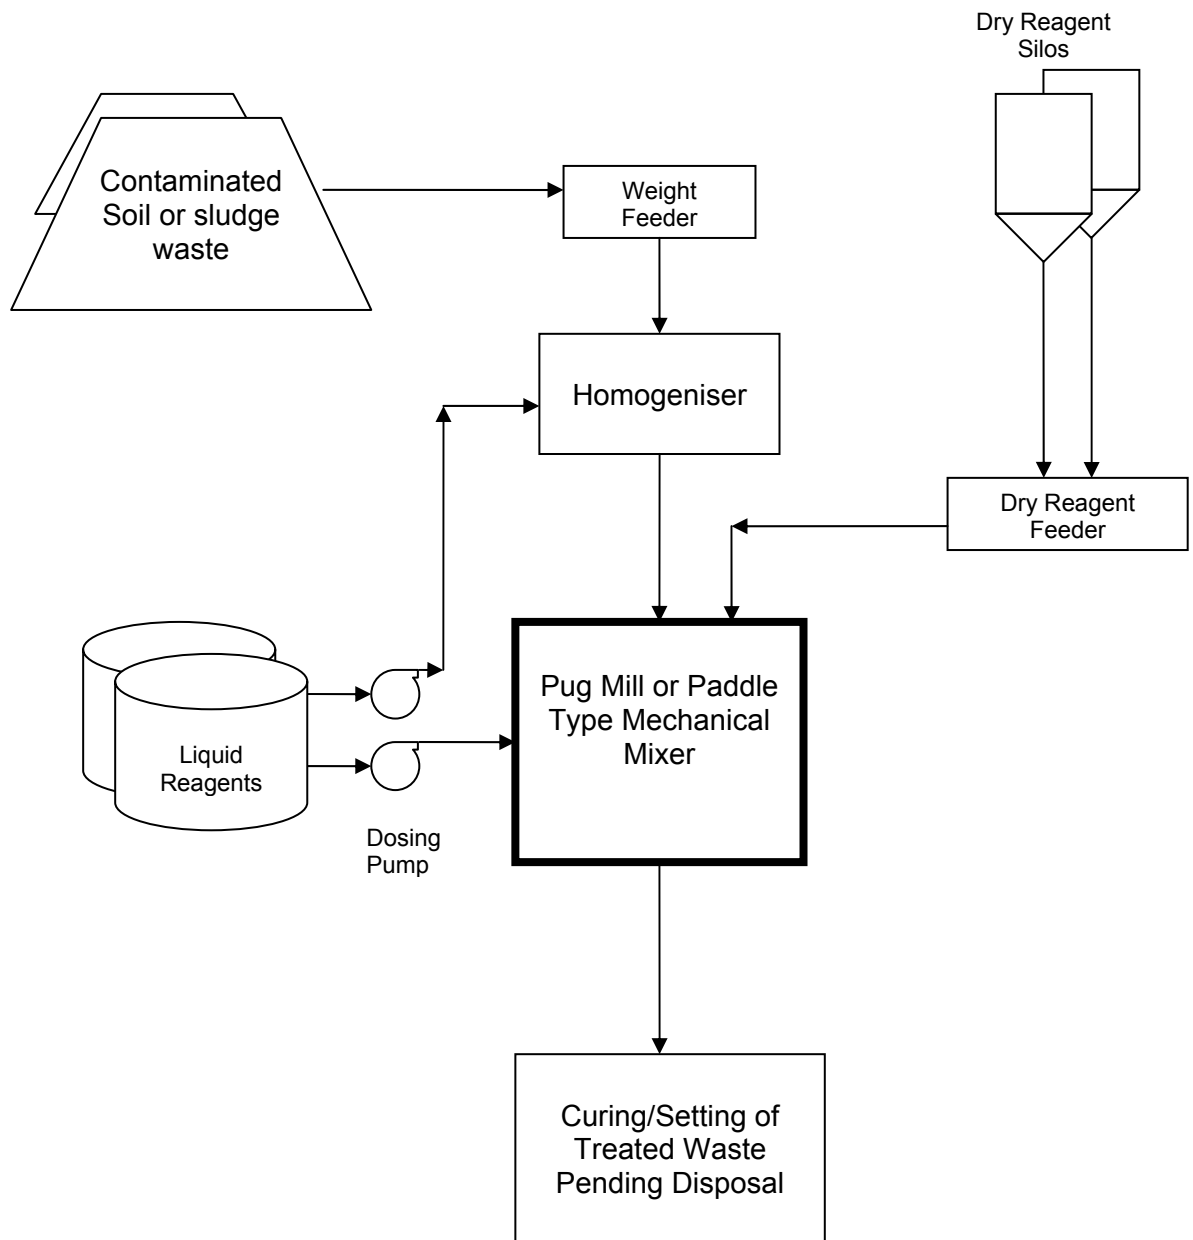 Dry Reagent
Silos
Contaminated
Soil or sludge
waste
Weight
Feeder
Homogeniser
Dry Reagent
Feeder
Pug Mill or Paddle
Type Mechanical
Mixer
Liquid
Reagents
Dosing
Pump
Curing/Setting of
Treated Waste
Pending Disposal